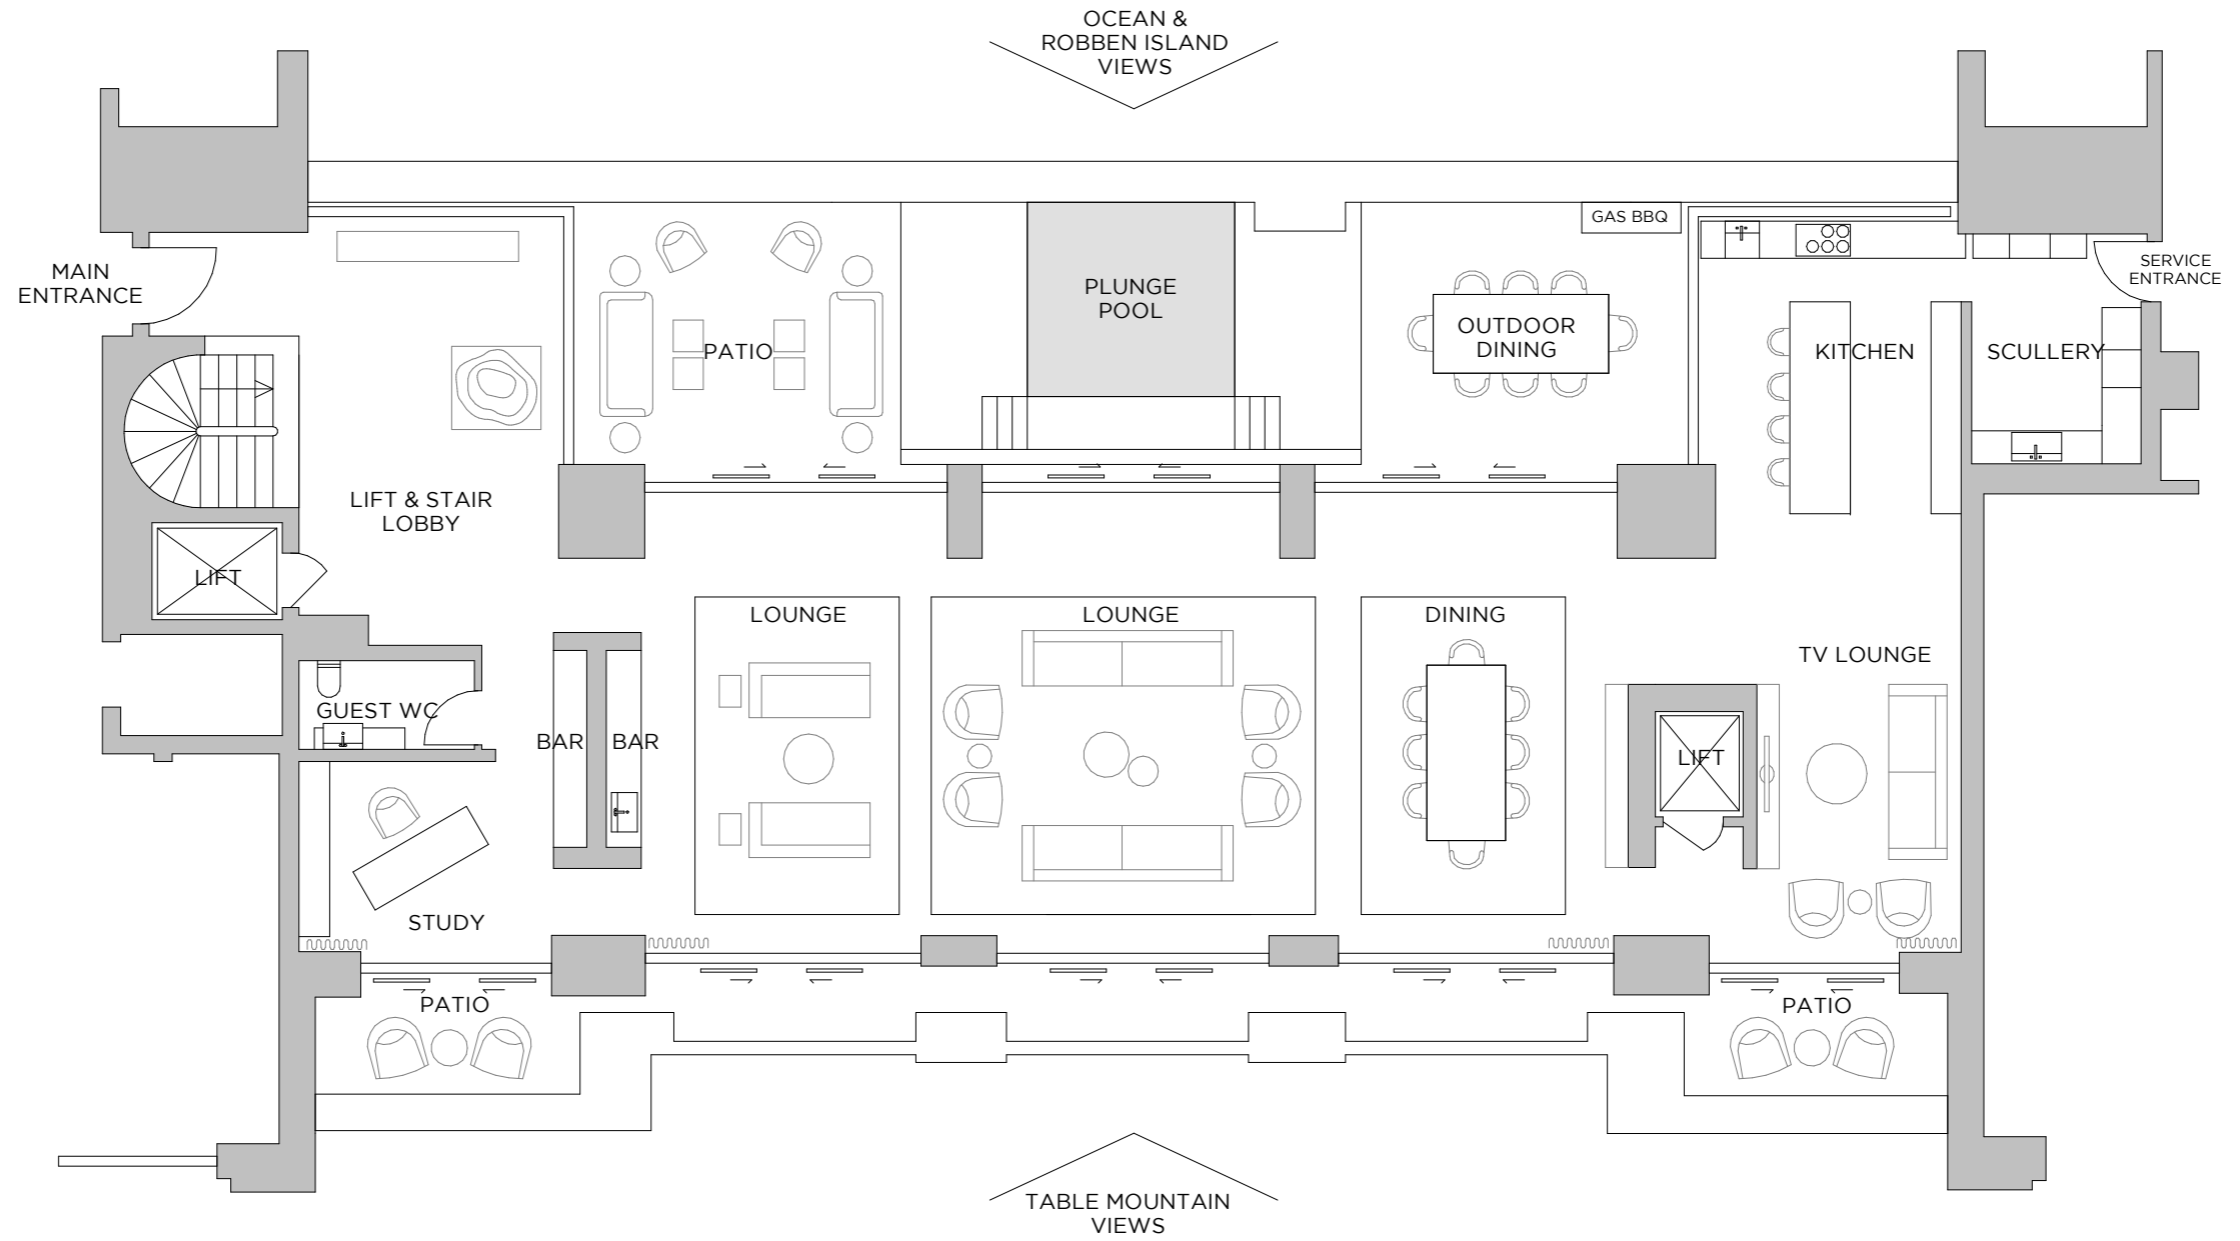 OCEAN &
ROBBEN ISLAND
VIEWS
GAS BBQ
MAIN
ENTRANCE
SERVICE
ENTRANCE
PLUNGE
POOL
OUTDOOR
DINING
PATIO
KITCHEN
SCULLERY
LIFT & STAIR
LOBBY
LIFT
LOUNGE
LOUNGE
DINING
TV LOUNGE
GUEST WC
BAR
BAR
LIFT
STUDY
PATIO
PATIO
TABLE MOUNTAIN
VIEWS